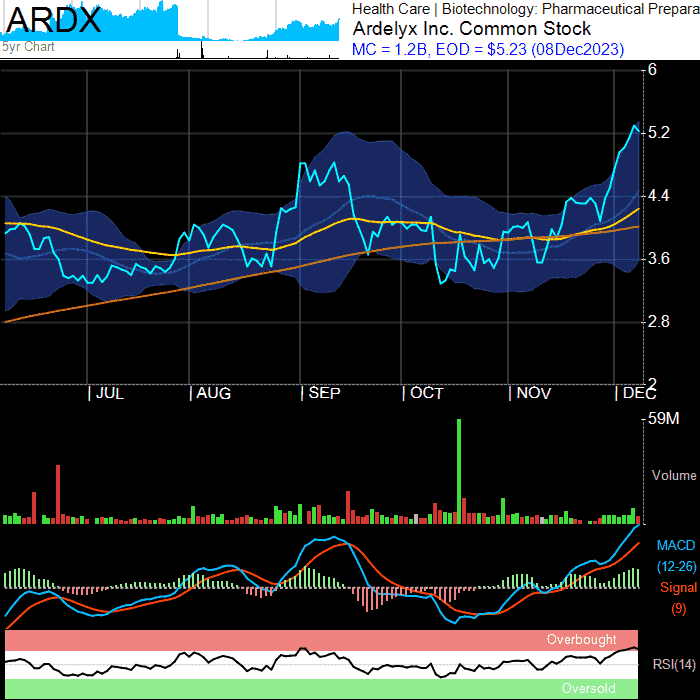 ARDX
5yr Chart
Health Care | Biotechnology: Pharmaceutical Prepara
Ardelyx Inc. Common Stock
MC = 1.2B, EOD = $5.23 (08Dec2023)
6
5.2
4.4
3.6
2.8
2
JUL AUG SEP OCT NOV DEC
59M
Volume
MACD
(12-26)
Signal
(9)
Overbought
RSI(14)
Oversold